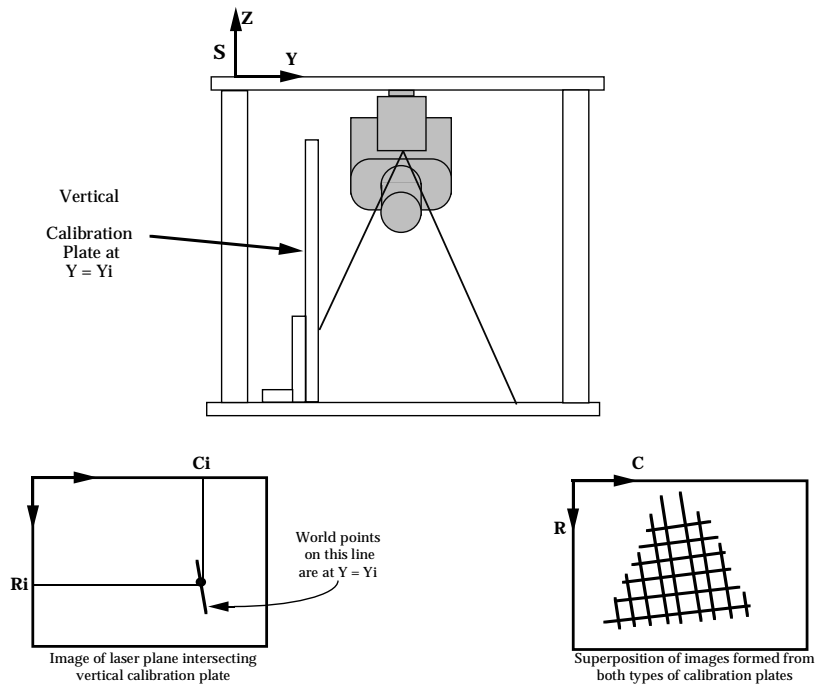 Z
S
Y
Vertical
Calibration
Plate at
Y = Yi
Ci
Ri
World points
on this line
are at Y = Yi
Image of laser plane intersecting
vertical calibration plate
C
R
Superposition of images formed from
both types of calibration plates